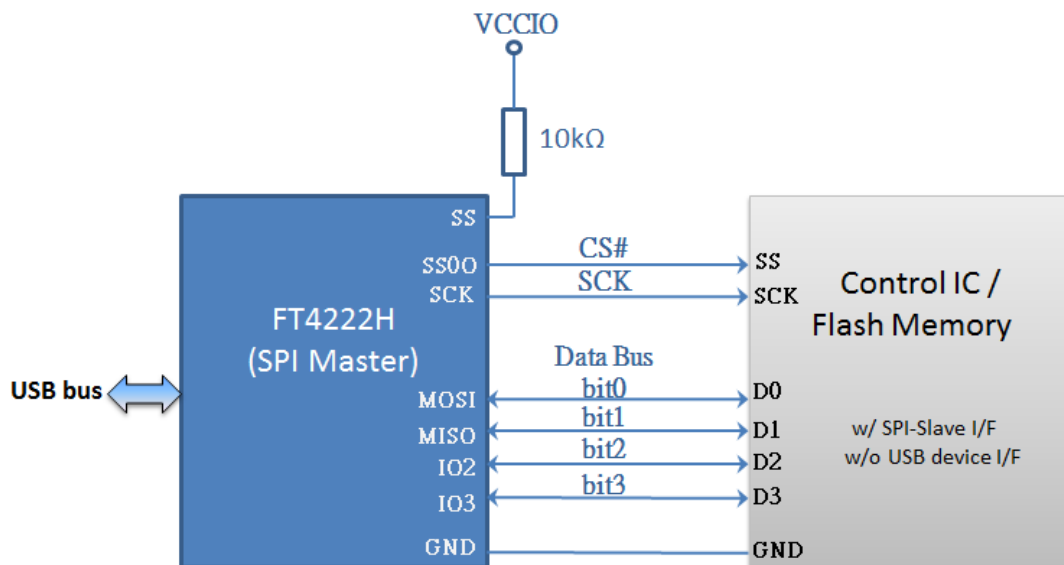 VCCIO
10kΩ
SS
SS0O
CS#
SS
SCK
SCK
SCK
FT4222H
(SPI Master)
Control IC /
Flash Memory
USB bus
Data Bus
MOSI
bit0
D0
MISO
bit1
D1
w/ SPI-Slave I/F
IO2
bit2
D2
w/o USB device I/F
IO3
bit3
D3
GND
GND